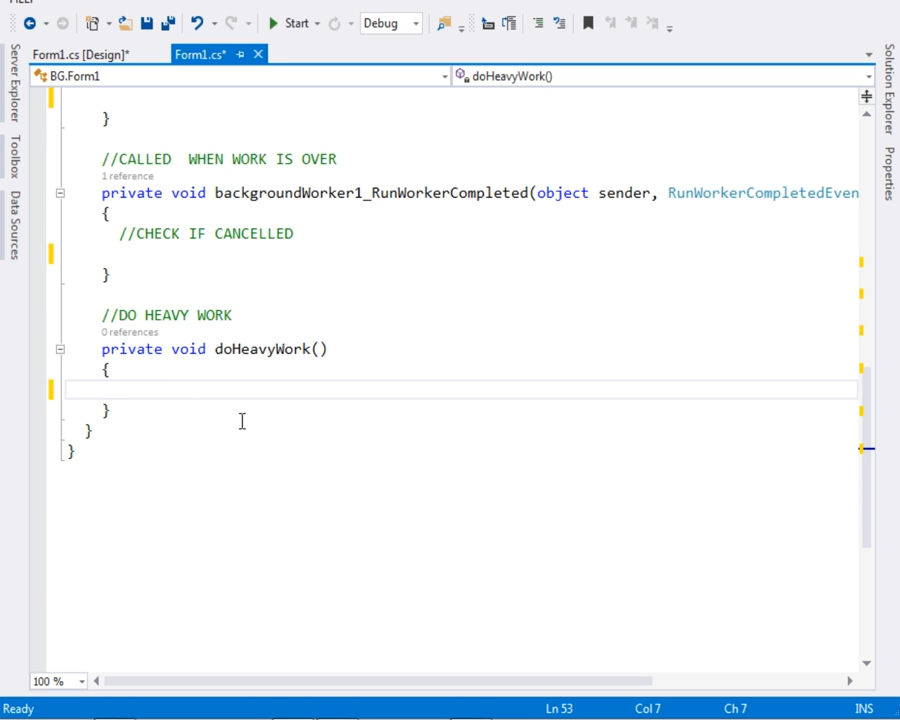 Start
Debug
Form1.cs [Design]*
Form1.cs*
BG.Form1
doHeavyWork()
Server Explorer
Toolbox
Data Sources
Solution Explorer
Properties
}
//CALLED  WHEN WORK IS OVER
1 reference
private void backgroundWorker1_RunWorkerCompleted(object sender, RunWorkerCompletedEven
{
//CHECK IF CANCELLED
}
//DO HEAVY WORK
0 references
private void doHeavyWork()
{
}
}
}
100 %
Ready
Ln 53
Col 7
Ch 7
INS